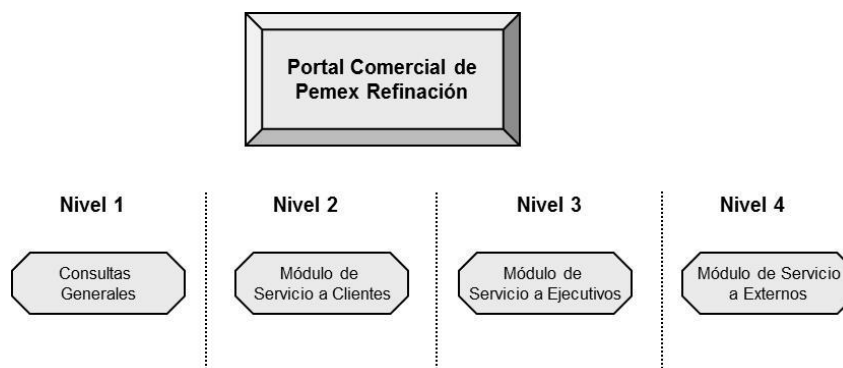 Portal Comercial de
Pemex Refinación
Nivel 1
Nivel 2
Nivel 3
Nivel 4
Consultas
Generales
Módulo de
Servicio a Clientes
Módulo de
Servicio a Ejecutivos
Módulo de Servicio
a Externos